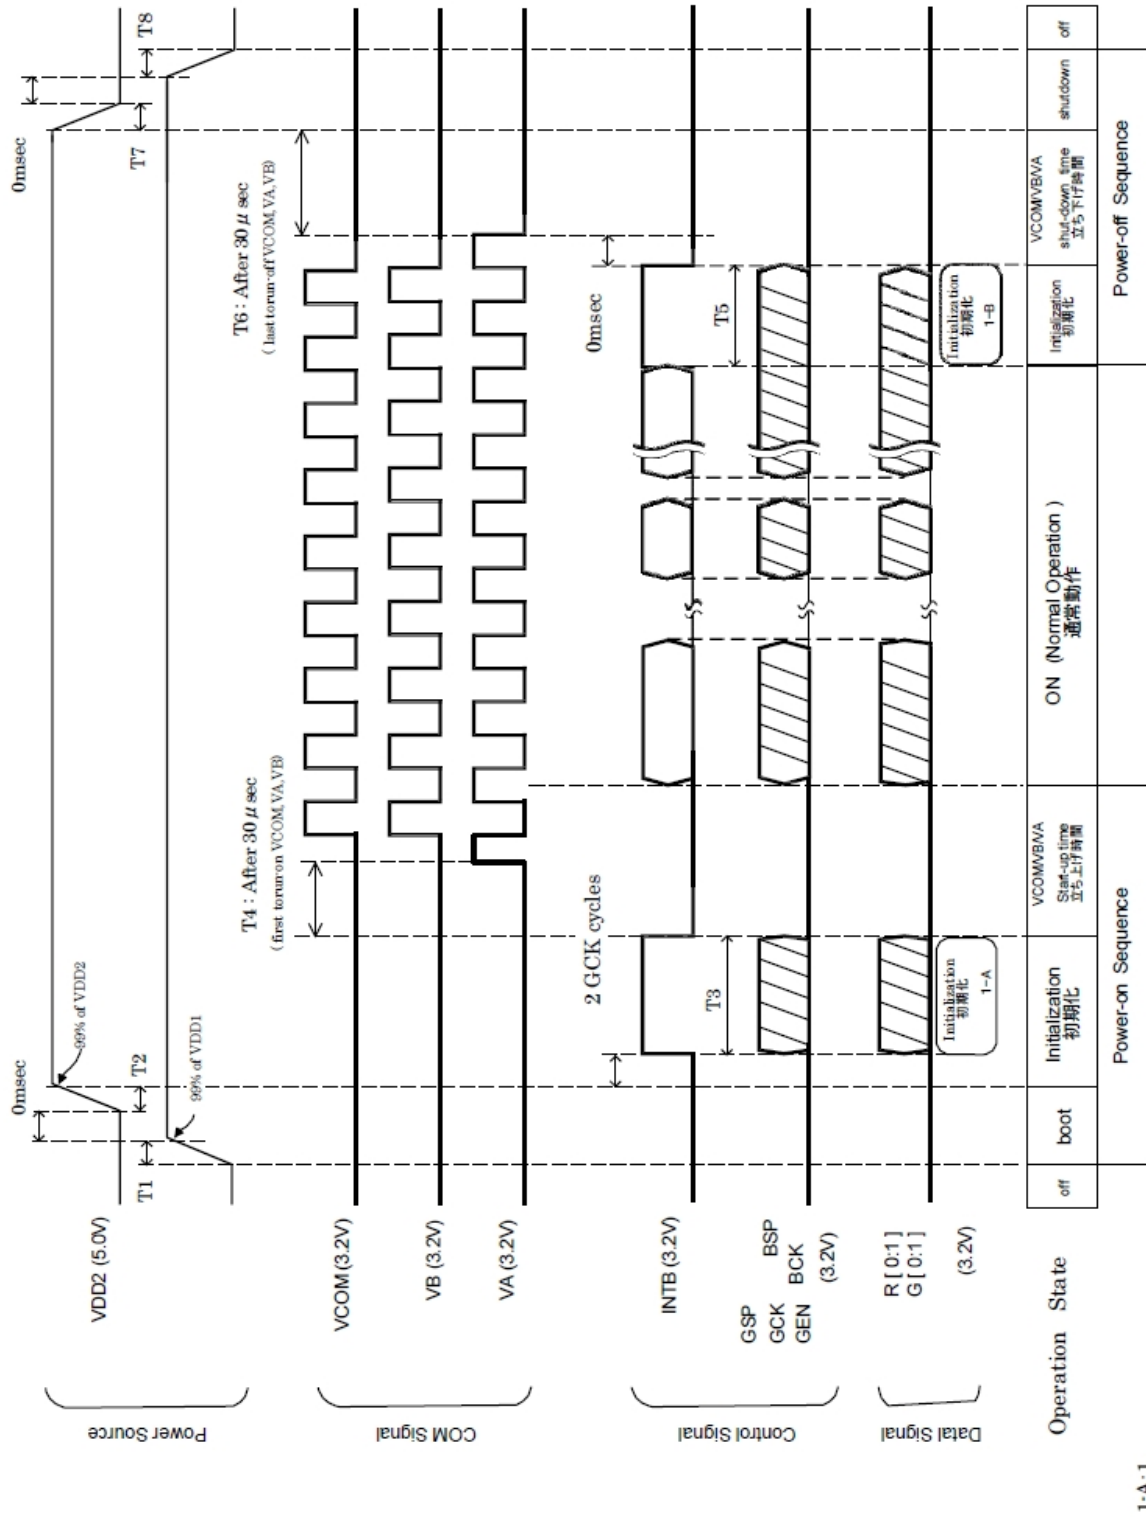 0msec
T1
T2
99% of VDD2
99% of VDD1
0msec
T7
T8
Power Source
VDD2 (5.0V)
T4 : After 30 μ sec
( first to run-on VCOM, VA,VB)
T6 : After 30 μ sec
( last to run-off VCOM, VA,VB)
COM Signal
VCOM (3.2V)
VB (3.2V)
VA (3.2V)
2 GCK cycles
0msec
Control Signal
INTB (3.2V)
T3
T5
GSP
BSP
GCK
BCK
GEN
(3.2V)
Datal Signal
R [ 0:1 ]
G [ 0:1 ]
(3.2V)
Initialization
初期化
1-A
Initialization
初期化
1-B
Operation State
off
boot
Initialization
初期化
VCOM/VB/VA
Start-up time
立ち上げ時間
ON (Normal Operation )
通常動作
Initialization
初期化
VCOM/VB/VA
shut-down time
立ち下げ時間
shutdown
off
Power-on Sequence
Power-off Sequence